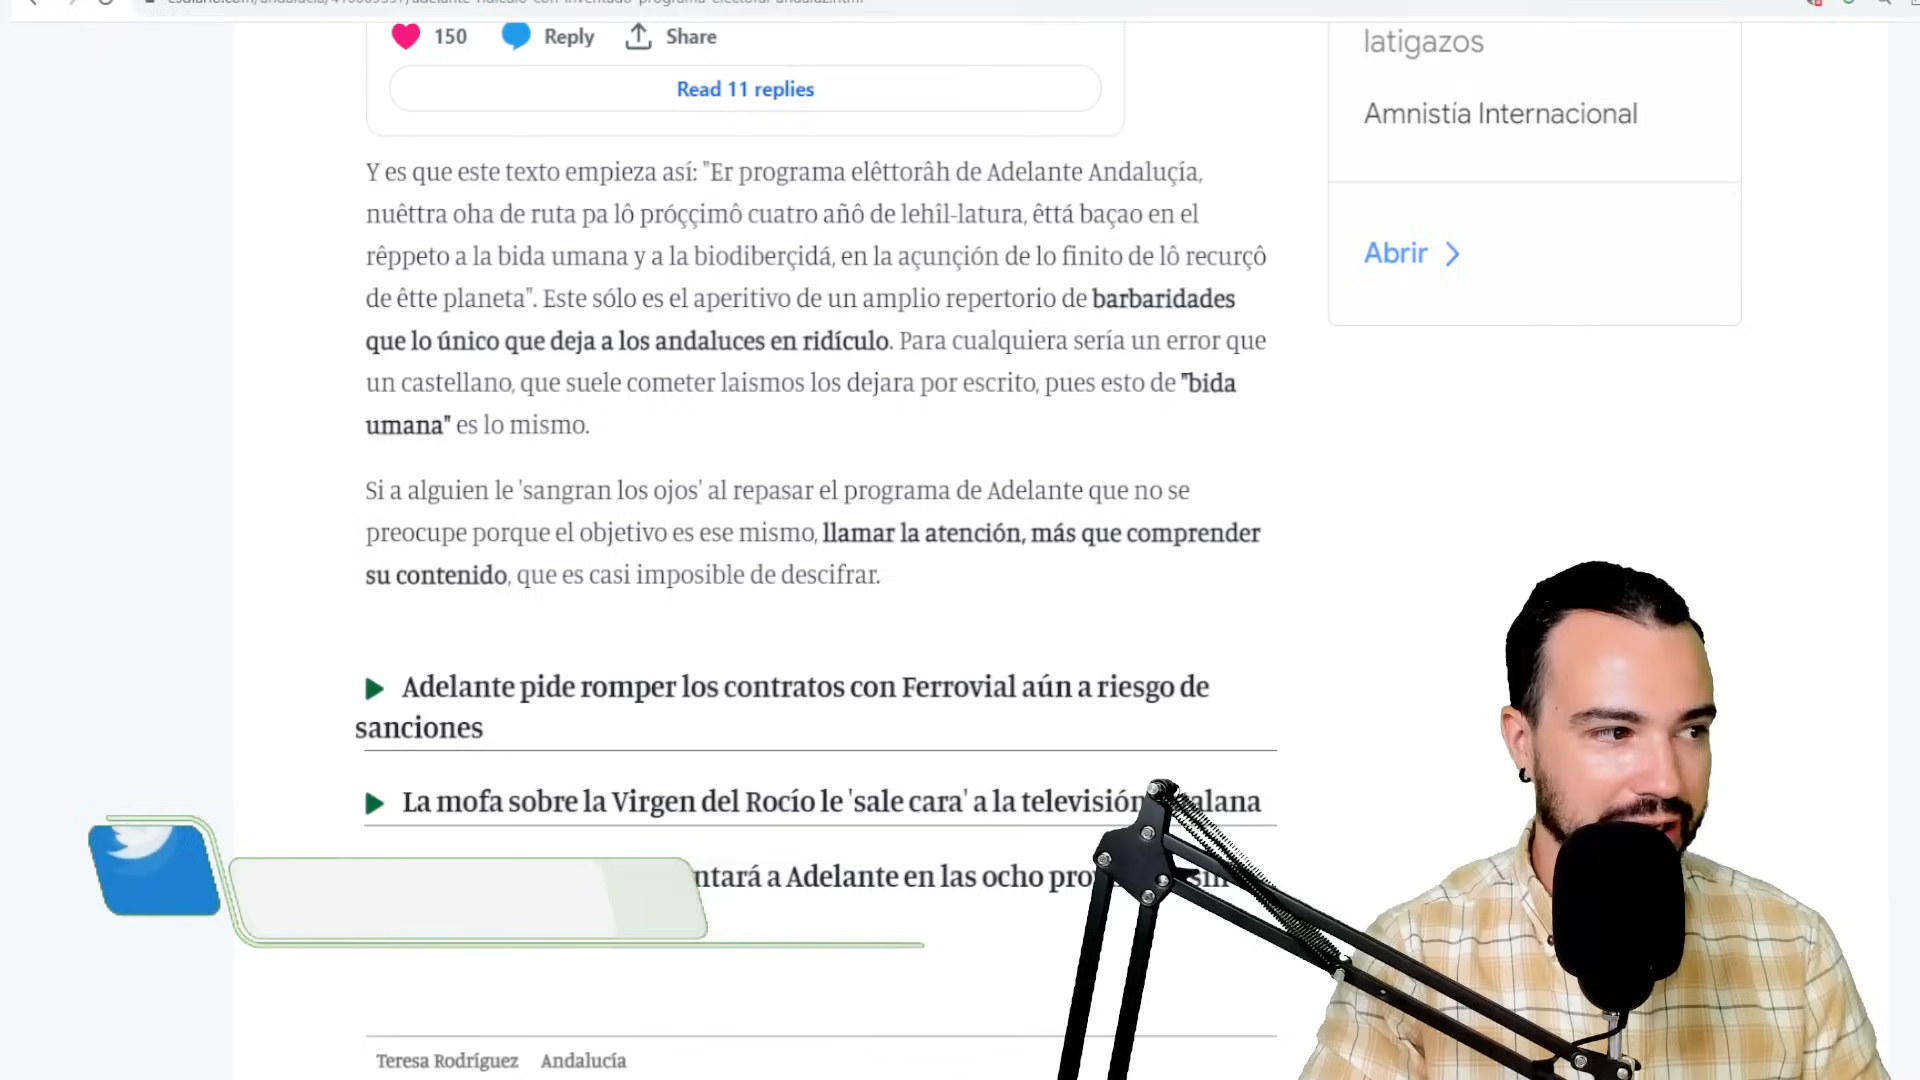 150 Reply Share
Read 11 replies
Y es que este texto empieza así: "Er programa elêttorâh de Adelante Andaluçía,
nuêttra oha de ruta pa lô próççimô cuatro añô de lehîl-latura, êttá baçao en el
rêppeto a la bida umana y a la biodiberçidá, en la açunçión de lo finito de lô recurçô
de êtte planeta". Este sólo es el aperitivo de un amplio repertorio de barbaridades
que lo único que deja a los andaluces en ridículo. Para cualquiera sería un error que
un castellano, que suele cometer laismos los dejara por escrito, pues esto de "bida
umana" es lo mismo.
Si a alguien le 'sangran los ojos' al repasar el programa de Adelante que no se
preocupe porque el objetivo es ese mismo, llamar la atención, más que comprender
su contenido, que es casi imposible de descifrar.
Adelante pide romper los contratos con Ferrovial aún a riesgo de
sanciones
La mofa sobre la Virgen del Rocío le 'sale cara' a la televisión
a Adelante en las ocho
Teresa Rodríguez Andalucía
latigazos
Amnistía Internacional
Abrir